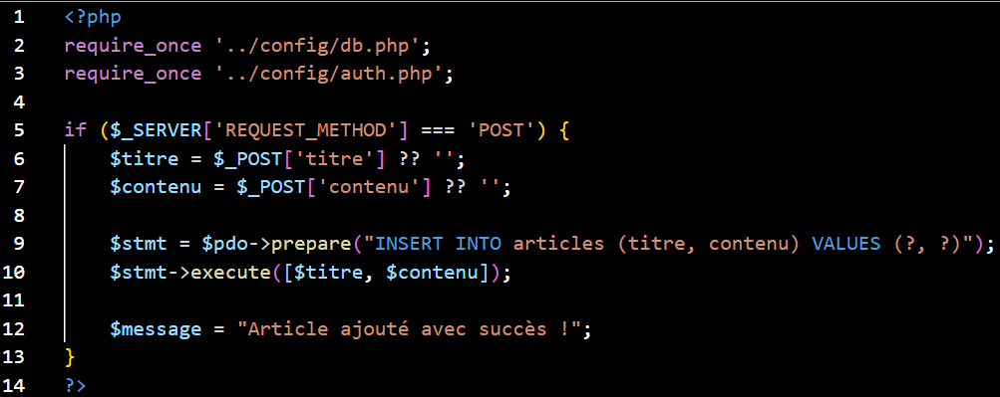 1 <?php
2 require_once '../config/db.php';
3 require_once '../config/auth.php';
4
5 if ($_SERVER['REQUEST_METHOD'] === 'POST') {
6     $titre = $_POST['titre'] ?? '';
7     $contenu = $_POST['contenu'] ?? '';
8
9     $stmt = $pdo->prepare("INSERT INTO articles (titre, contenu) VALUES (?, ?)");
10     $stmt->execute([$titre, $contenu]);
11
12     $message = "Article ajouté avec succès !";
13 }
14 ?>